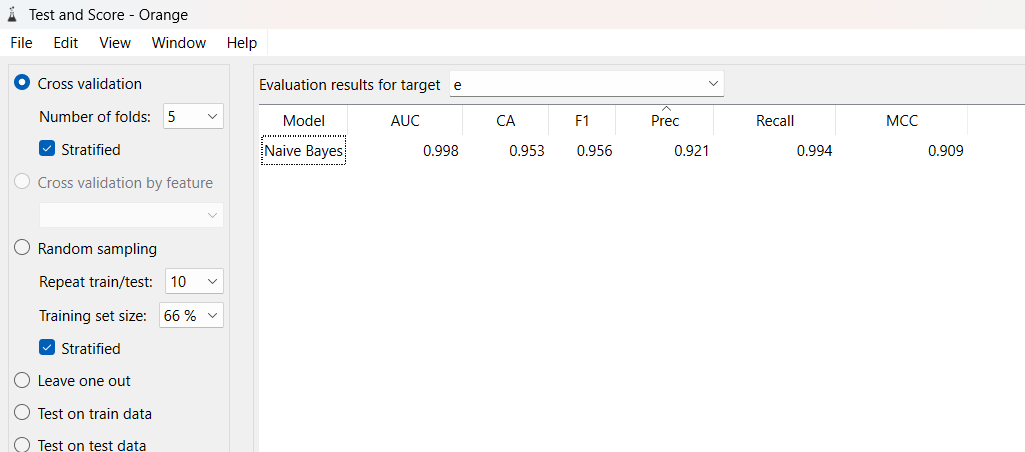 Test and Score - Orange
File Edit View Window Help
Cross validation
Number of folds: 5
Stratified
Cross validation by feature
Random sampling
Repeat train/test: 10
Training set size: 66 %
Stratified
Leave one out
Test on train data
Test on test data
Evaluation results for target e
Model AUC CA F1 Prec Recall MCC
Naive Bayes 0.998 0.953 0.956 0.921 0.994 0.909